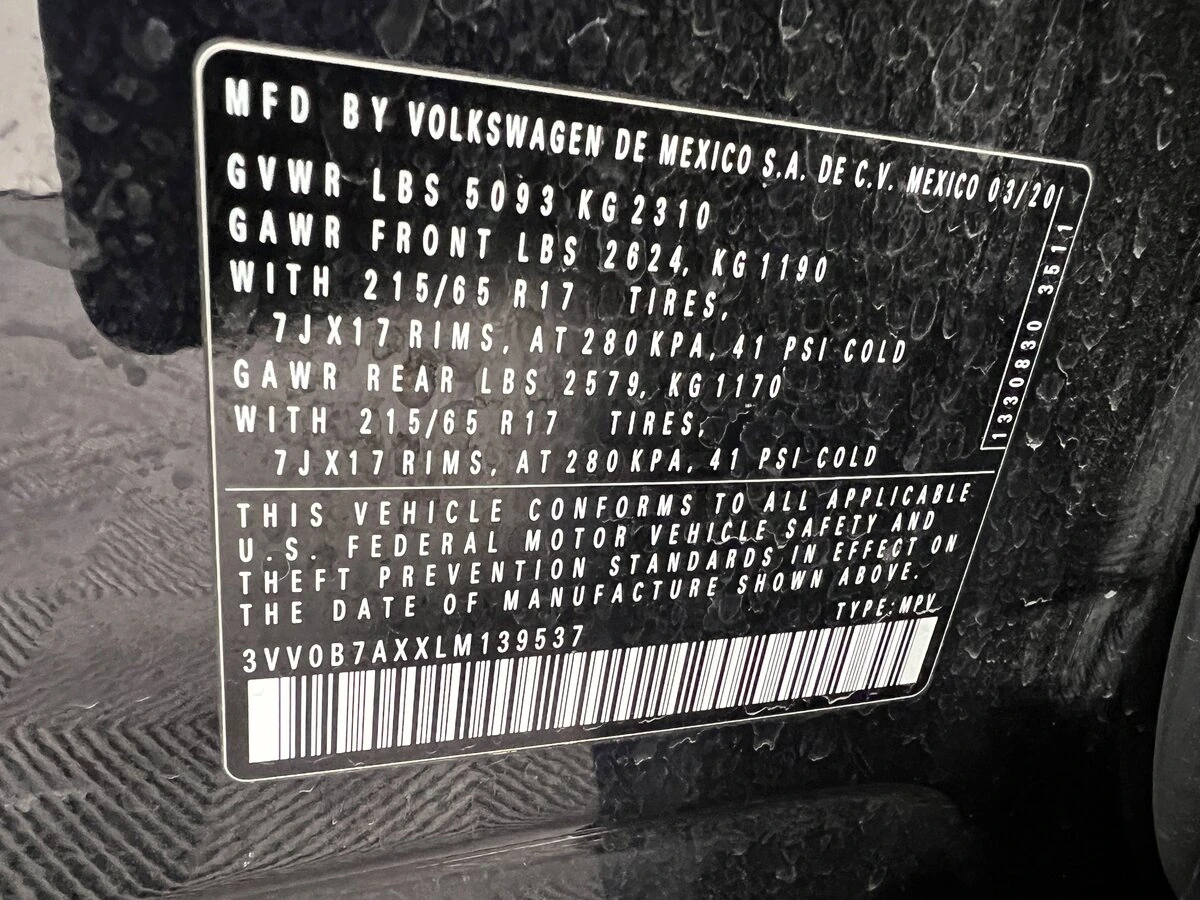 MFD BY VOLKSWAGEN DE MEXICO S.A. DE C.V. MEXICO 03/20
GVWR LBS 5093 KG 2310
GAWR FRONT LBS 2624, KG 1190
WITH 215/65 R17 TIRES,
7JX17 RIMS, AT 280 KPA, 41 PSI COLD
GAWR REAR LBS 2579, KG 1170
WITH 215/65 R17 TIRES,
7JX17 RIMS, AT 280 KPA, 41 PSI COLD
1330830 3511
THIS VEHICLE CONFORMS TO ALL APPLICABLE
U.S. FEDERAL MOTOR VEHICLE SAFETY AND
THEFT PREVENTION STANDARDS IN EFFECT ON
THE DATE OF MANUFACTURE SHOWN ABOVE.
TYPE: MPV
3VV0B7AXXLM139537